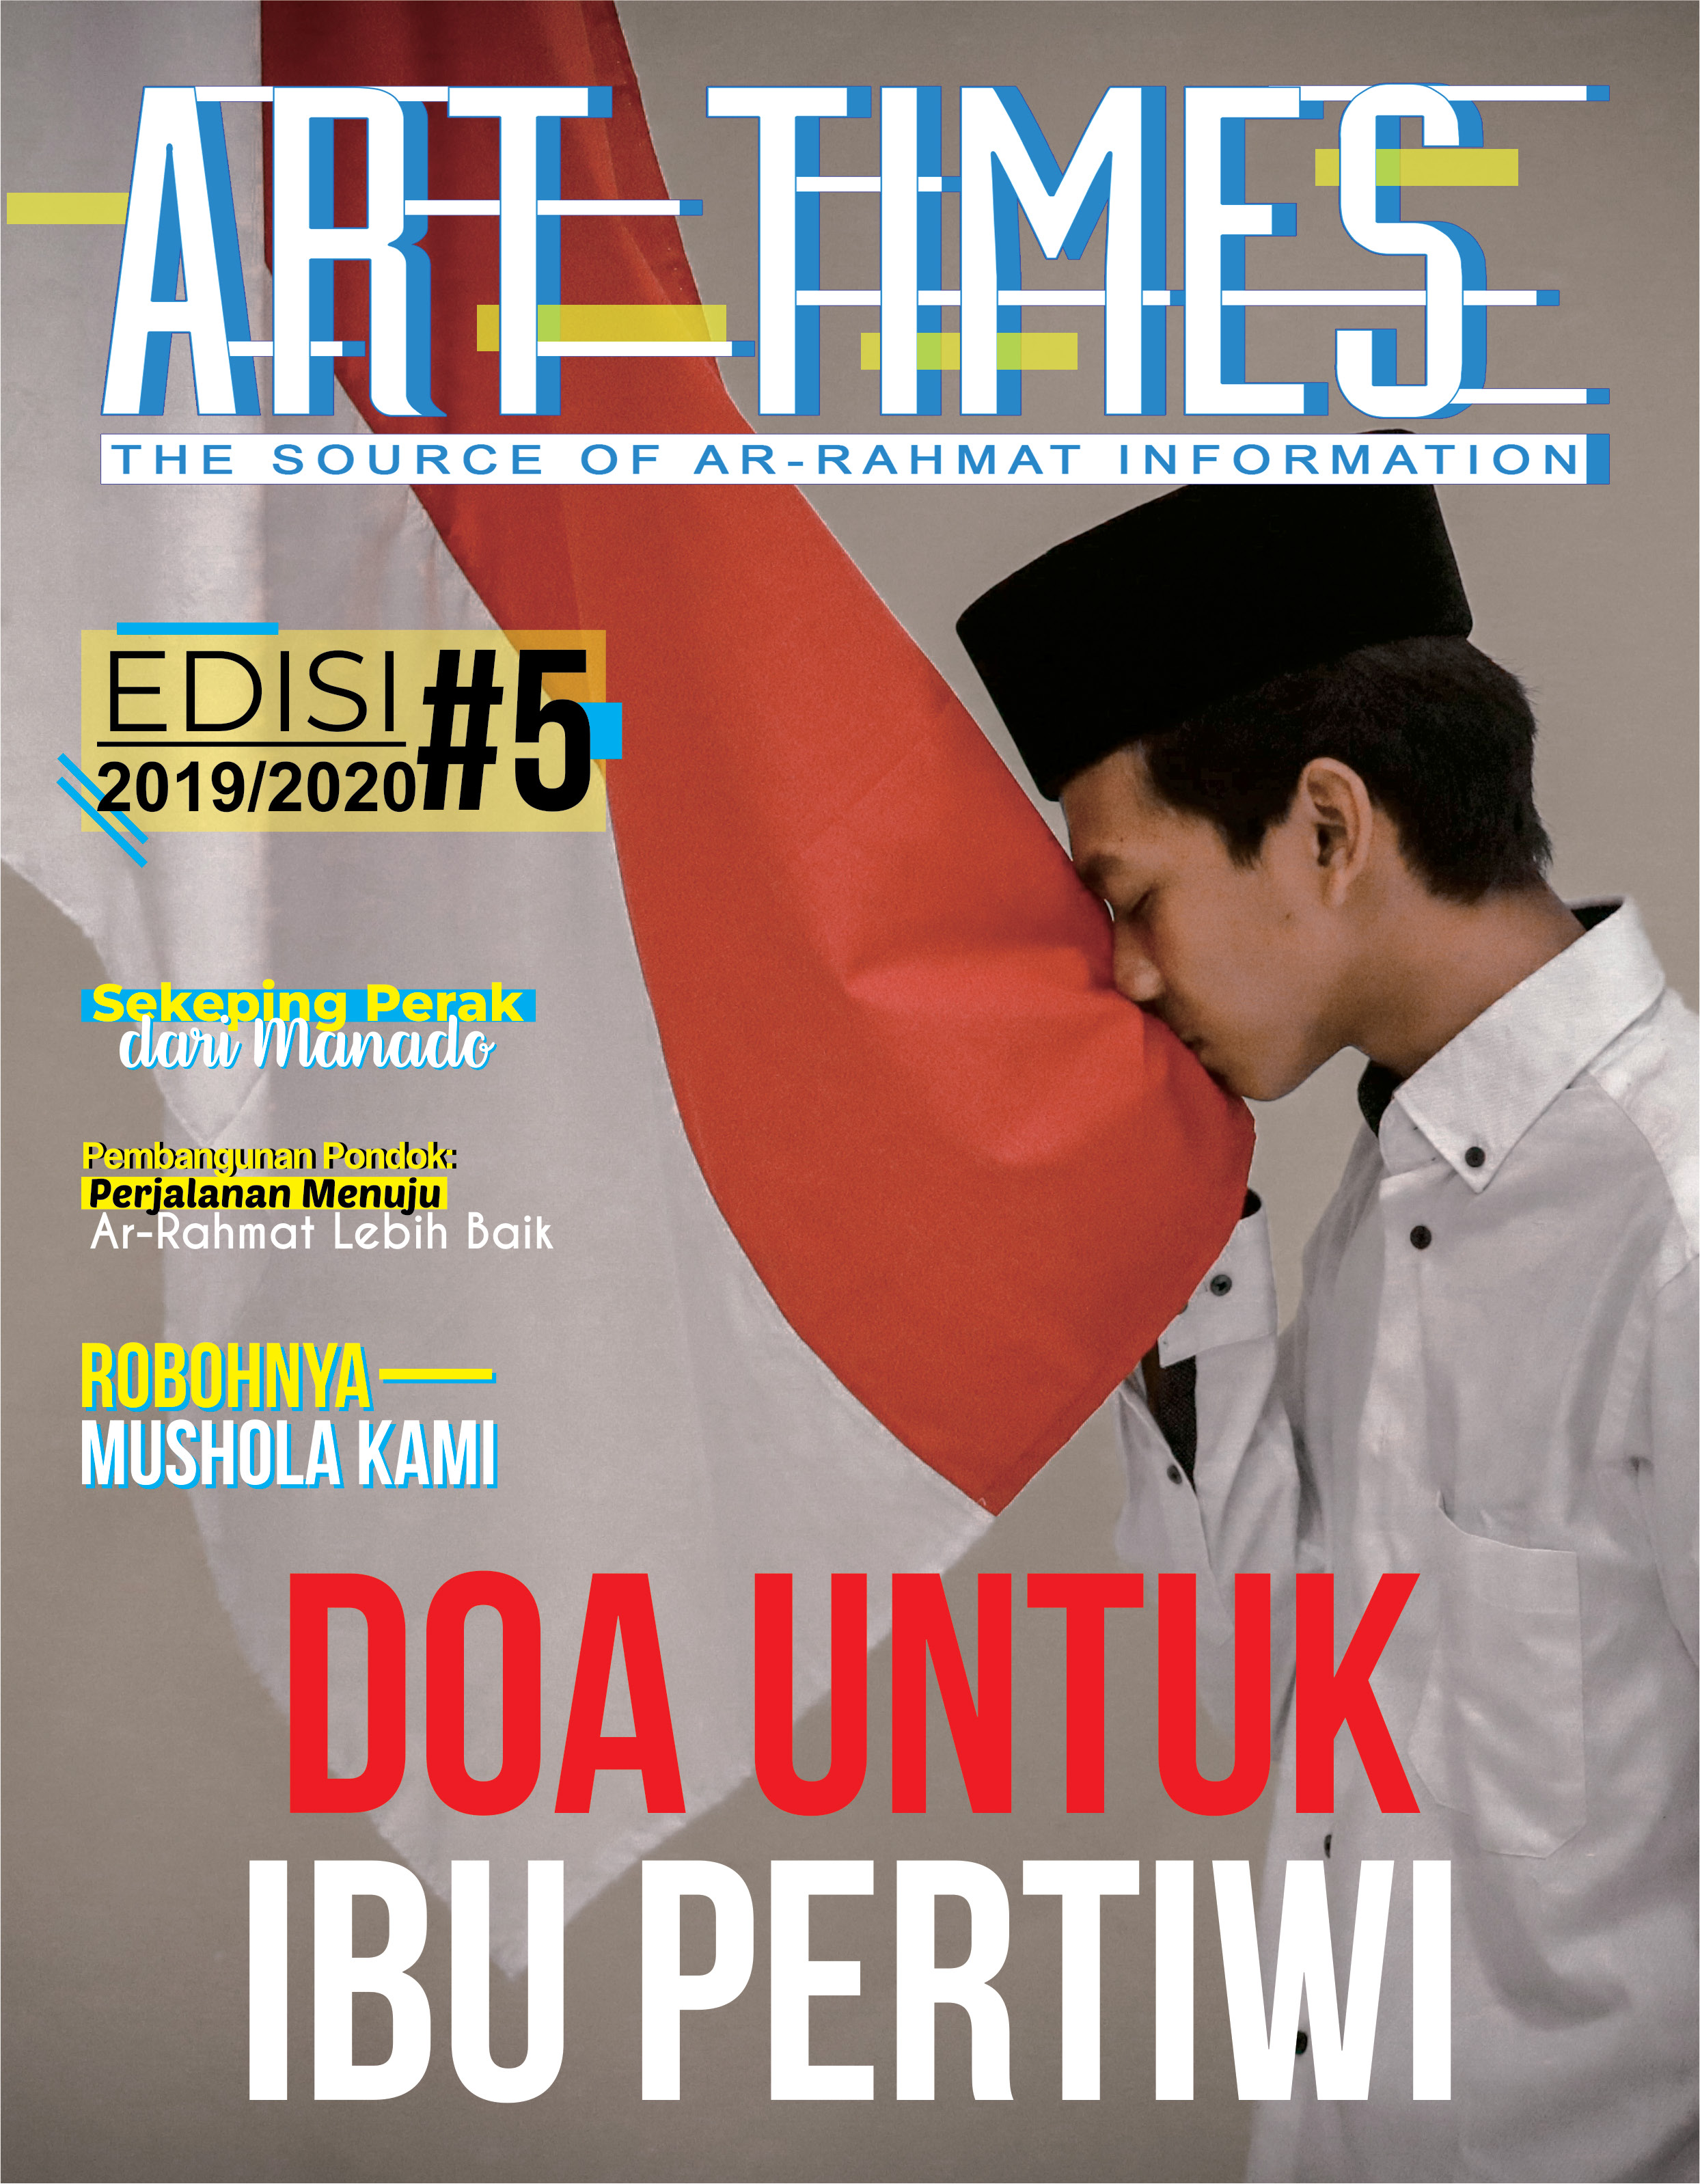 ART TIMES
THE SOURCE OF AR-RAHMAT INFORMATION
EDISI #5
2019/2020
Sekeping Perak
dari Manado
Pembangunan Pondok:
Perjalanan Menuju
Ar-Rahmat Lebih Baik
ROBOHNYA
MUSHOLA KAMI
DOA UNTUK
IBU PERTIWI